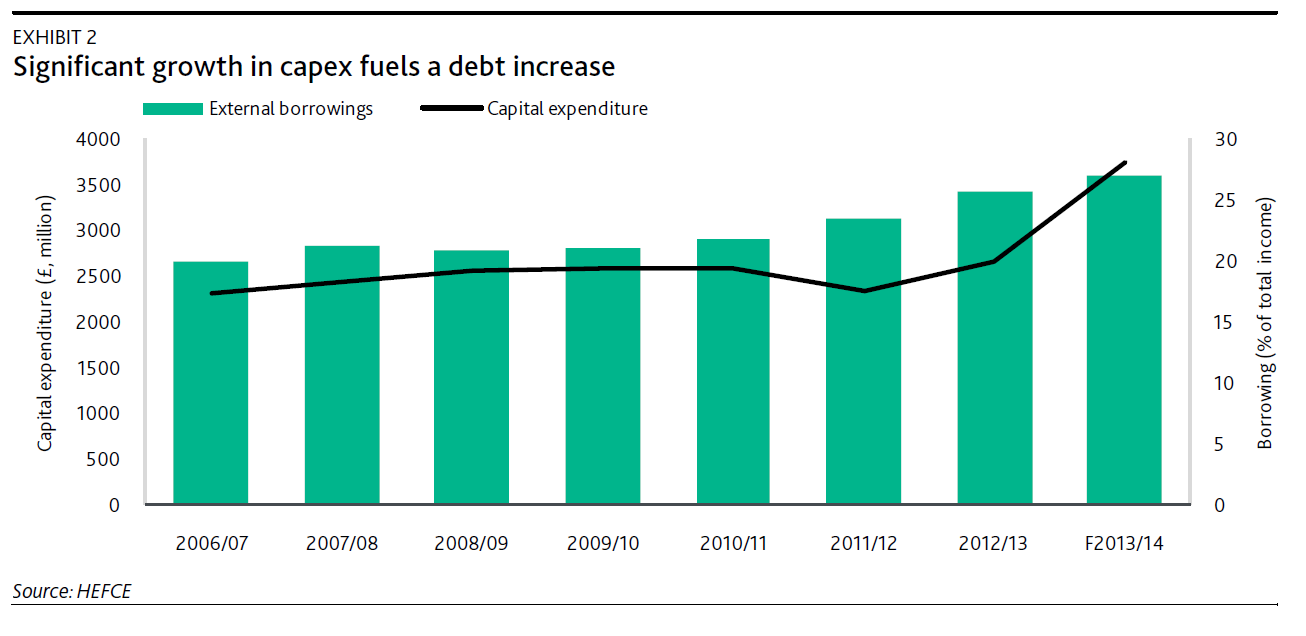 EXHIBIT 2
Significant growth in capex fuels a debt increase
External borrowings
Capital expenditure
Capital expenditure (£, million)
4000
3500
3000
2500
2000
1500
1000
500
0
30
25
20
15
10
5
0
Borrowing (% of total income)
2006/07 2007/08 2008/09 2009/10 2010/11 2011/12 2012/13 F2013/14
Source: HEFCE